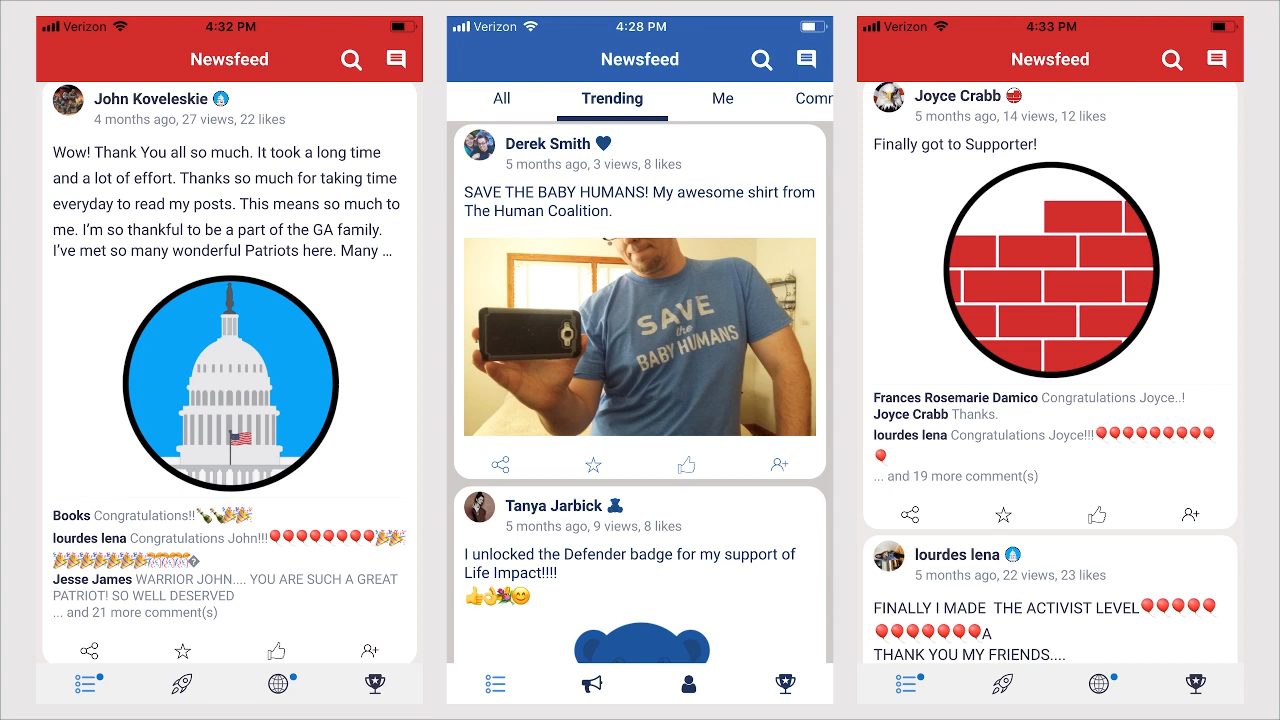 Verizon 4:32 PM
Newsfeed
John Koveleskie
4 months ago, 27 views, 22 likes
Wow! Thank You all so much. It took a long time
and a lot of effort. Thanks so much for taking time
everyday to read my posts. This means so much to
me. I'm so thankful to be a part of the GA family.
I've met so many wonderful Patriots here. Many ...
Books Congratulations!!🍾🎉🎉
lourdes lena Congratulations John!!!🎈🎈🎈🎈🎈🎈🎈🎈🎉🎉
Jesse James WARRIOR JOHN.... YOU ARE SUCH A GREAT
PATRIOT! SO WELL DESERVED
... and 21 more comment(s)
Verizon 4:28 PM
Newsfeed
All Trending Me Comr
Derek Smith
5 months ago, 3 views, 8 likes
SAVE THE BABY HUMANS! My awesome shirt from
The Human Coalition.
SAVE
the
BABY HUMANS
Tanya Jarbick
5 months ago, 9 views, 8 likes
I unlocked the Defender badge for my support of
Life Impact!!!!
👍👌💐😊
Verizon 4:33 PM
Newsfeed
Joyce Crabb
5 months ago, 14 views, 12 likes
Finally got to Supporter!
Frances Rosemarie Damico Congratulations Joyce..!
Joyce Crabb Thanks.
lourdes lena Congratulations Joyce!!!🎈🎈🎈🎈🎈🎈🎈🎈🎈
🎈
... and 19 more comment(s)
lourdes lena
5 months ago, 22 views, 23 likes
FINALLY I MADE  THE ACTIVIST LEVEL🎈🎈🎈🎈🎈
🎈🎈🎈🎈🎈🎈🎈A
THANK YOU MY FRIENDS....